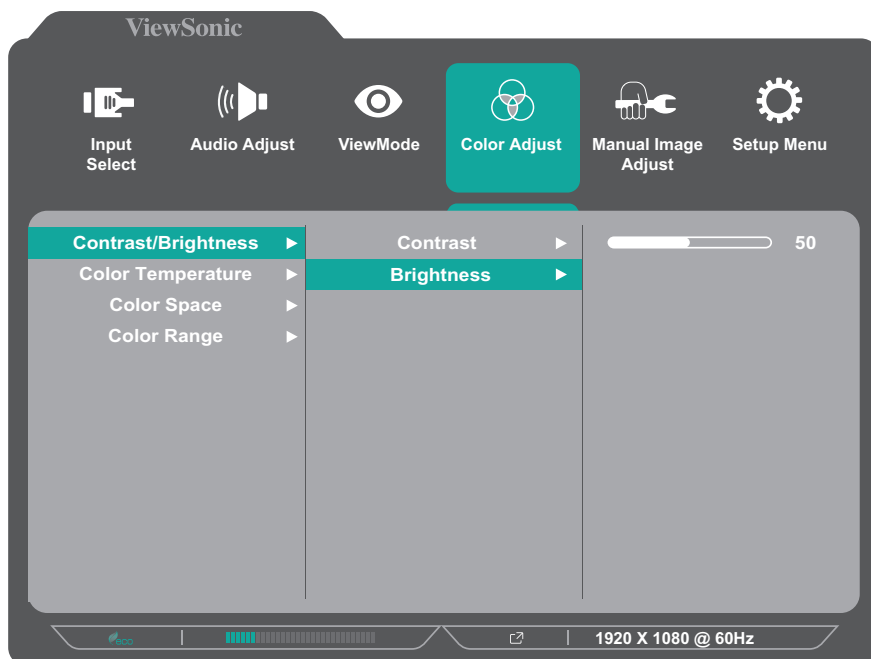 ViewSonic
Input
Select
Audio Adjust
ViewMode
Color Adjust
Manual Image
Adjust
Setup Menu
Contrast/Brightness
Contrast
50
Color Temperature
Brightness
Color Space
Color Range
eco
1920 X 1080 @ 60Hz